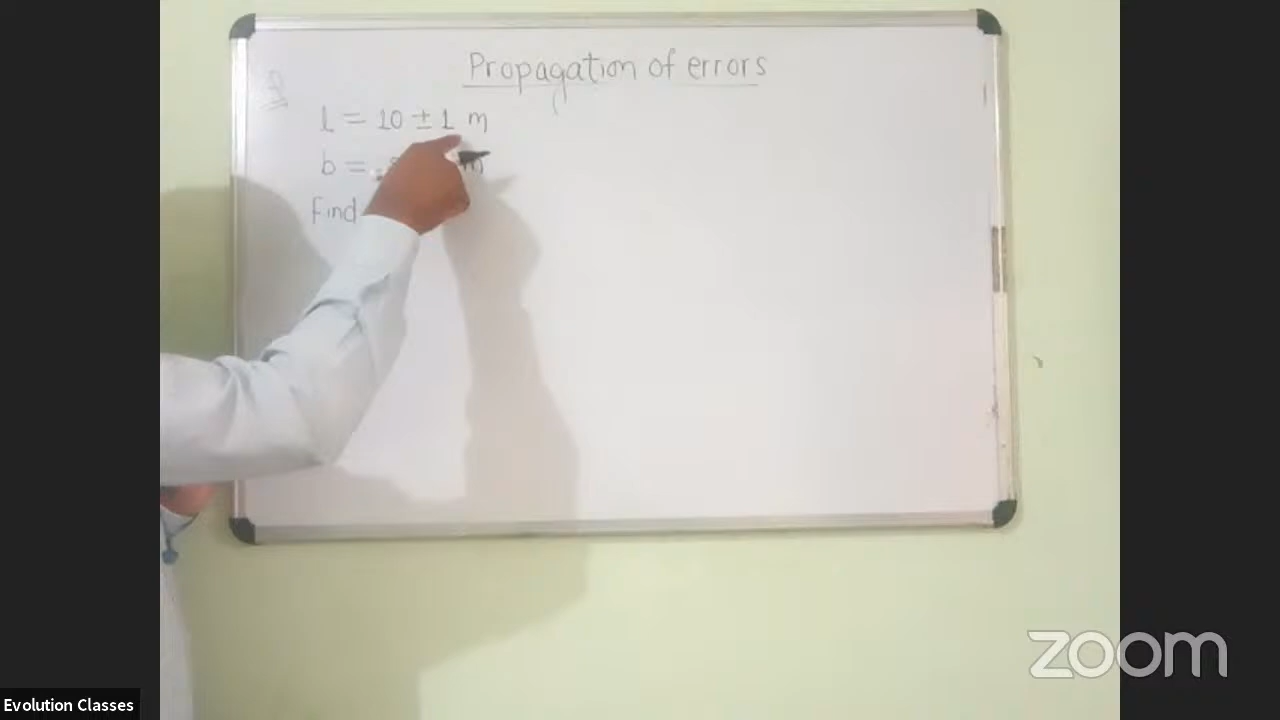 Propagation of errors
Q
l = 10 ± 1 m
b = m
Find
zoom
Evolution Classes